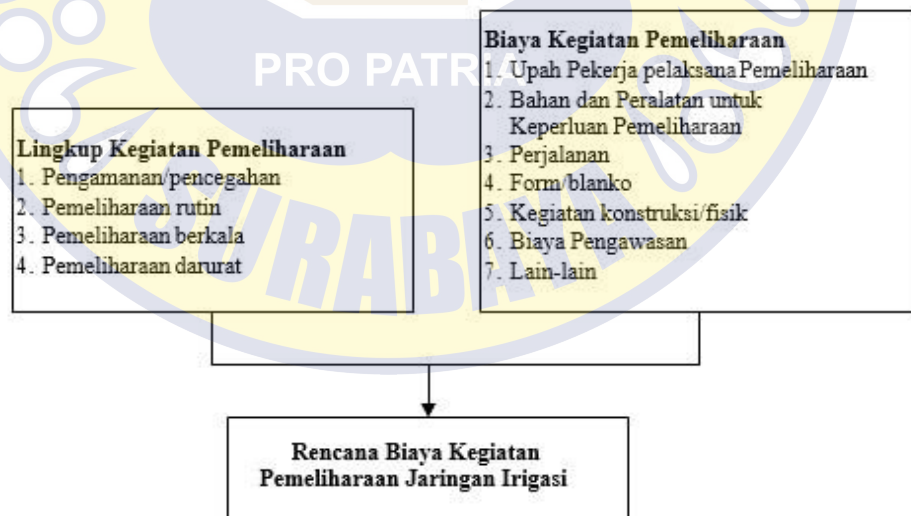 PRO PATRIA
SURABAYA
Lingkup Kegiatan Pemeliharaan
1. Pengamanan/pencegahan
2. Pemeliharaan rutin
3. Pemeliharaan berkala
4. Pemeliharaan darurat
Biaya Kegiatan Pemeliharaan
1. Upah Pekerja pelaksana Pemeliharaan
2. Bahan dan Peralatan untuk
Keperluan Pemeliharaan
3. Perjalanan
4. Form/blanko
5. Kegiatan konstruksi/fisik
6. Biaya Pengawasan
7. Lain-lain
Rencana Biaya Kegiatan
Pemeliharaan Jaringan Irigasi